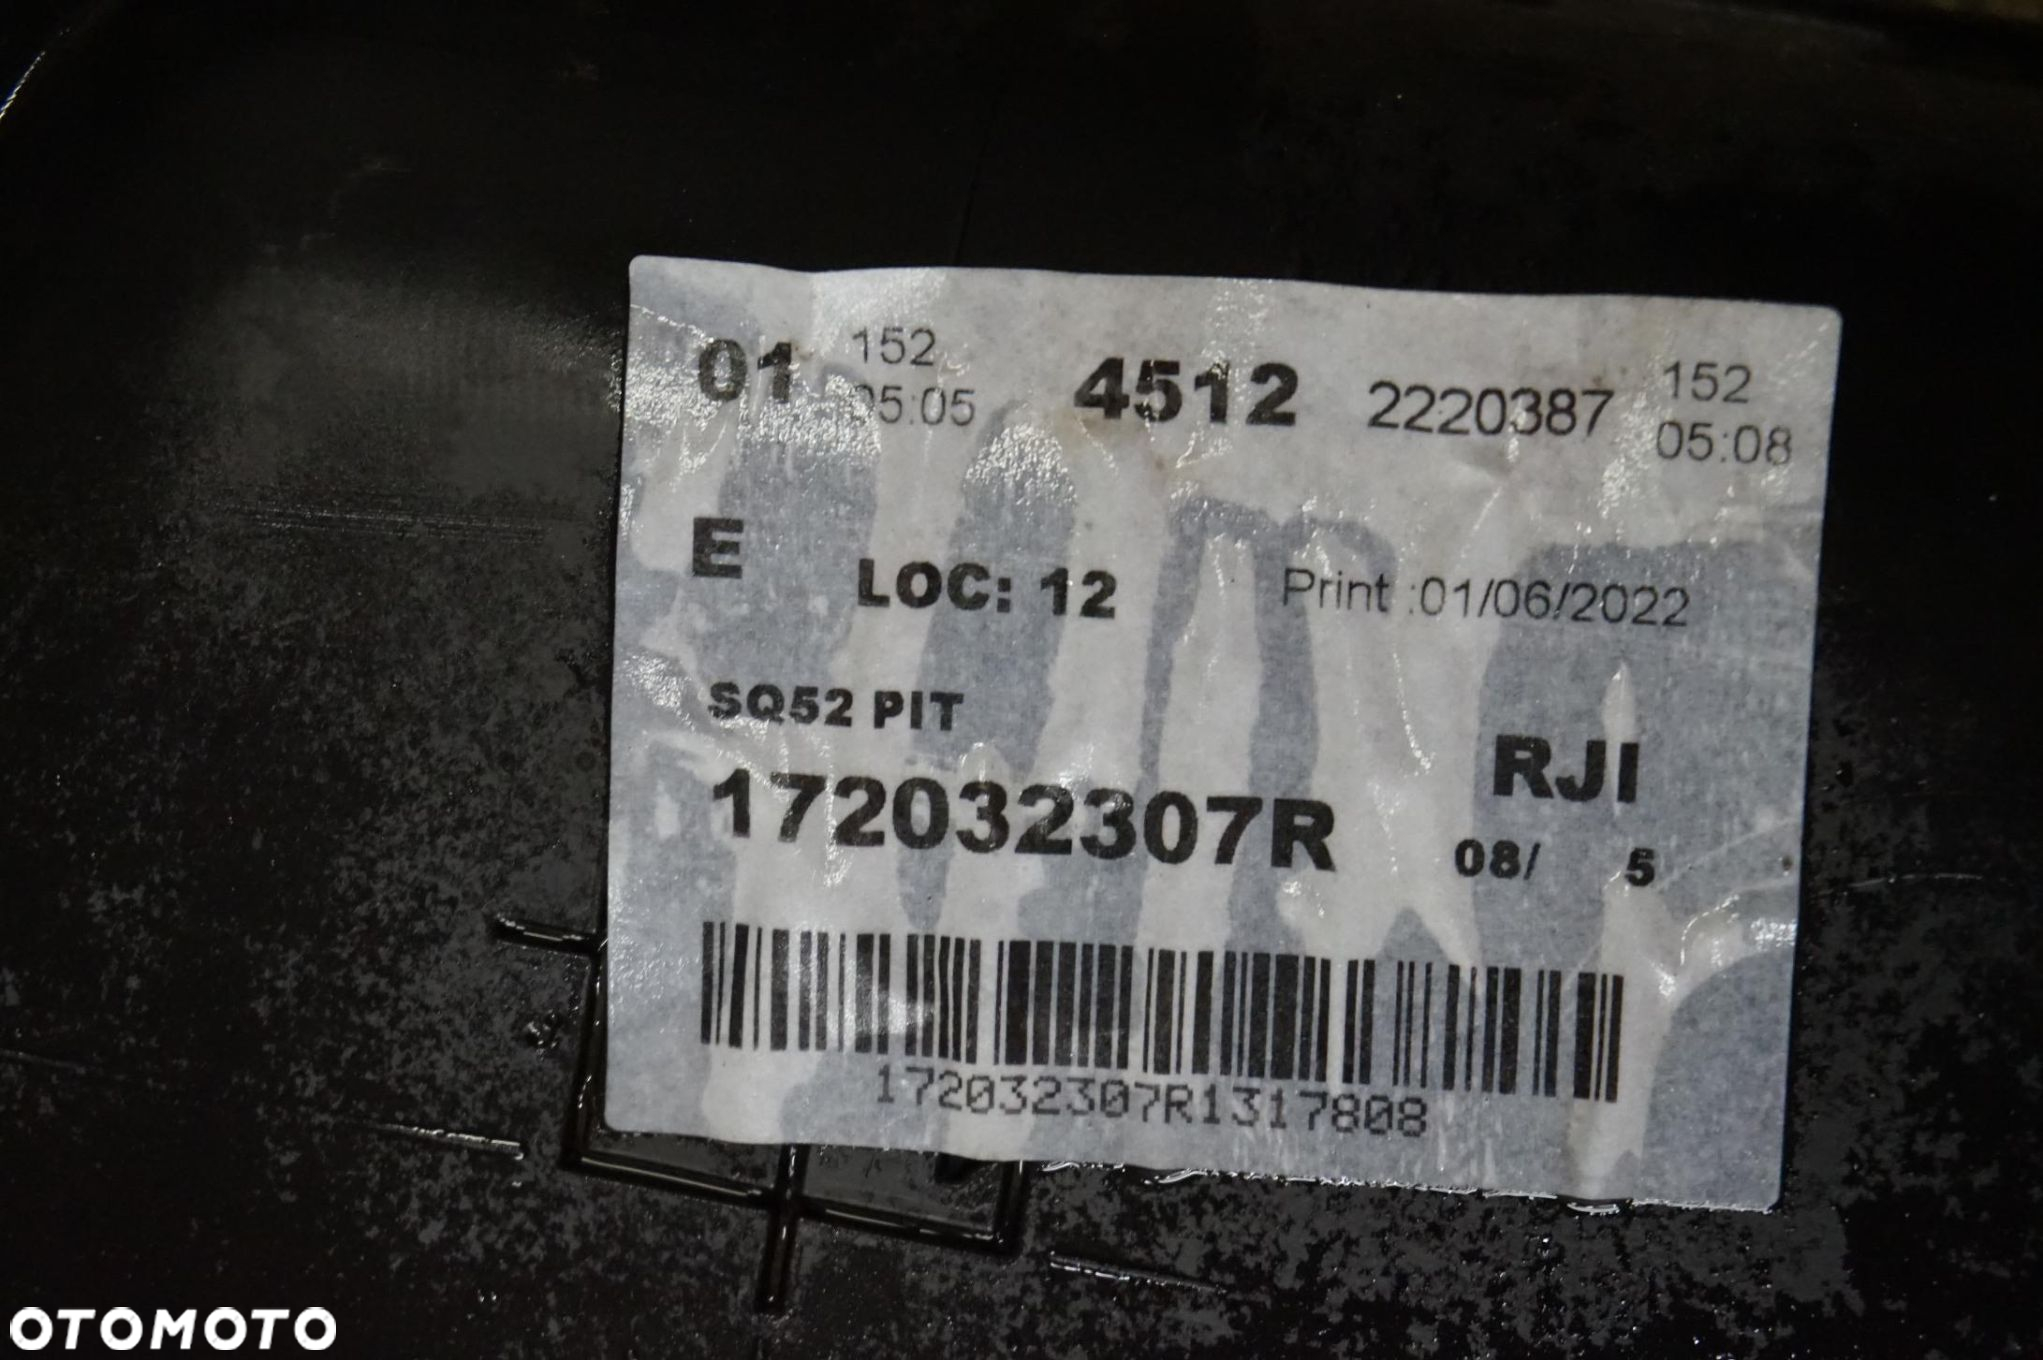 01 152 4512 2220387 152
05:05 05:08
E LOC: 12 Print :01/06/2022
SQ52 PIT
RJI
172032307R
08/ 5
172032307R1317808
OTOMOTO